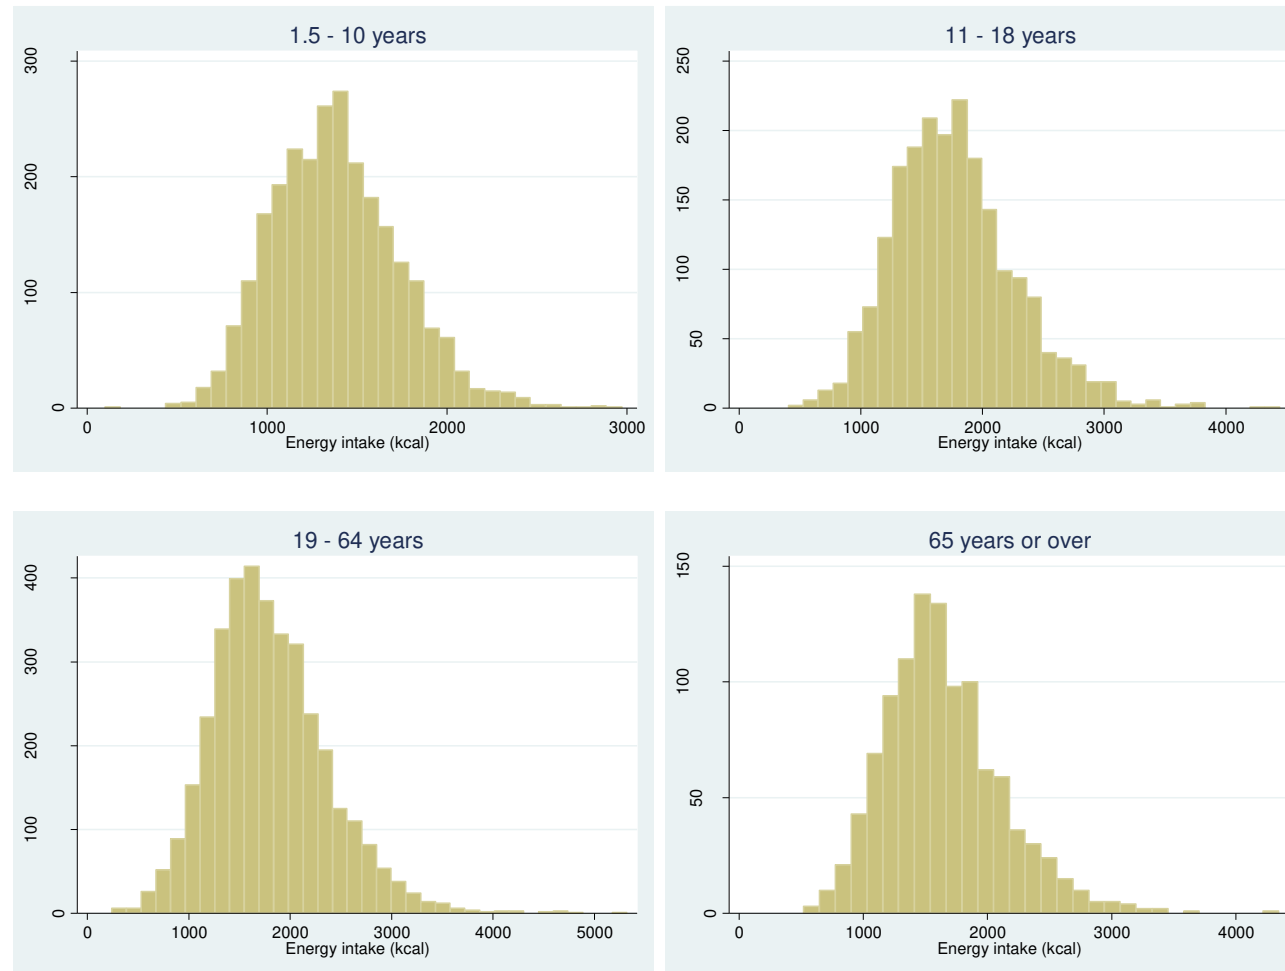 1.5 - 10 years
300
200
100
0
0 1000 2000 3000
Energy intake (kcal)
11 - 18 years
250
200
150
100
50
0
0 1000 2000 3000 4000
Energy intake (kcal)
19 - 64 years
400
300
200
100
0
0 1000 2000 3000 4000 5000
Energy intake (kcal)
65 years or over
150
100
50
0
0 1000 2000 3000 4000
Energy intake (kcal)